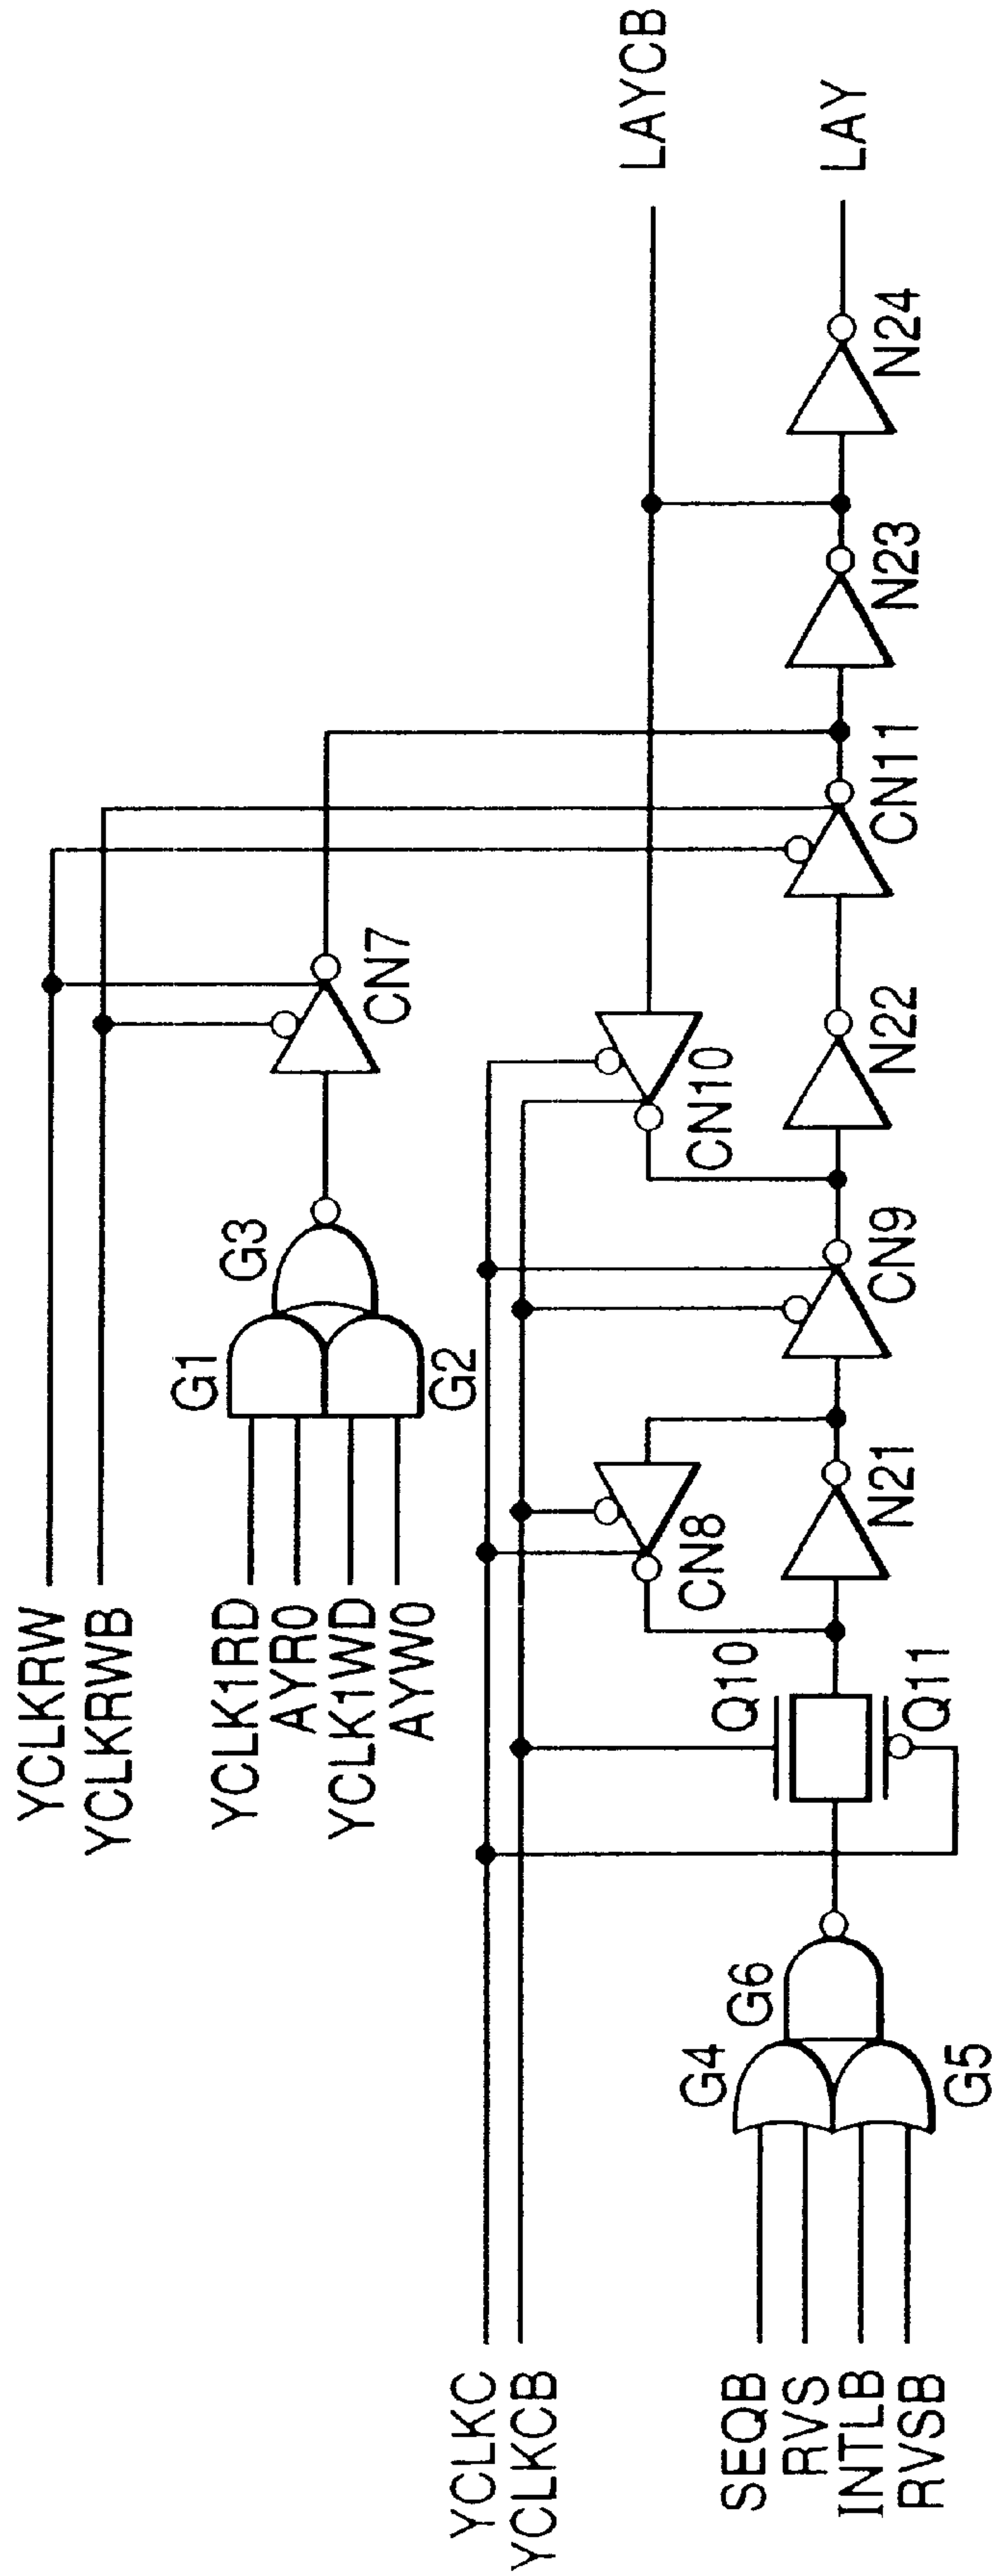 YCLKRW
YCLKRWB
YCLK1RD
AYR0
YCLK1WD
AYW0
G1
G2
G3
CN7
YCLKC
YCLKCB
SEQB
RVS
INTLB
RVSB
G4
G5
G6
Q10
Q11
CN8
N21
CN9
CN10
N22
CN11
N23
N24
LAYCB
LAY